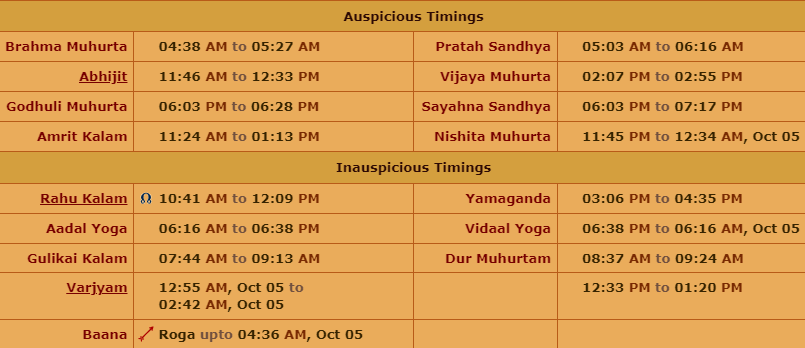 Auspicious Timings
Brahma Muhurta 04:38 AM to 05:27 AM Pratah Sandhya 05:03 AM to 06:16 AM
Abhijit 11:46 AM to 12:33 PM Vijaya Muhurta 02:07 PM to 02:55 PM
Godhuli Muhurta 06:03 PM to 06:28 PM Sayahna Sandhya 06:03 PM to 07:17 PM
Amrit Kalam 11:24 AM to 01:13 PM Nishita Muhurta 11:45 PM to 12:34 AM, Oct 05
Inauspicious Timings
Rahu Kalam 10:41 AM to 12:09 PM Yamaganda 03:06 PM to 04:35 PM
Aadal Yoga 06:16 AM to 06:38 PM Vidaal Yoga 06:38 PM to 06:16 AM, Oct 05
Gulikai Kalam 07:44 AM to 09:13 AM Dur Muhurtam 08:37 AM to 09:24 AM
Varjyam 12:55 AM, Oct 05 to 12:33 PM to 01:20 PM
02:42 AM, Oct 05
Baana Roga upto 04:36 AM, Oct 05